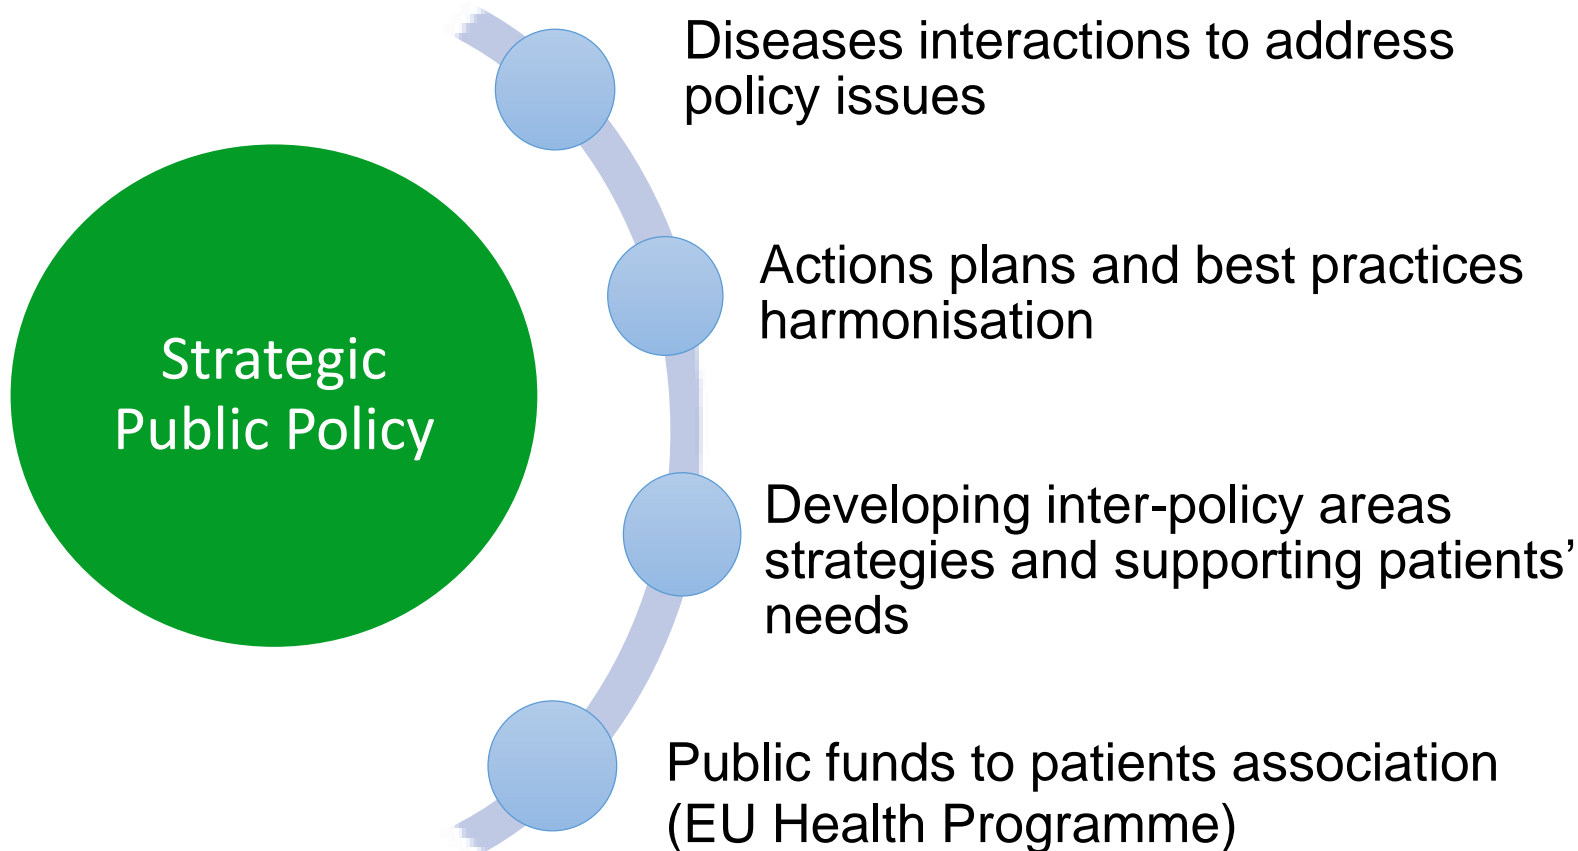 Diseases interactions to address
policy issues
Actions plans and best practices
harmonisation
Strategic
Public Policy
Developing inter-policy areas
strategies and supporting patients’
needs
Public funds to patients association
(EU Health Programme)